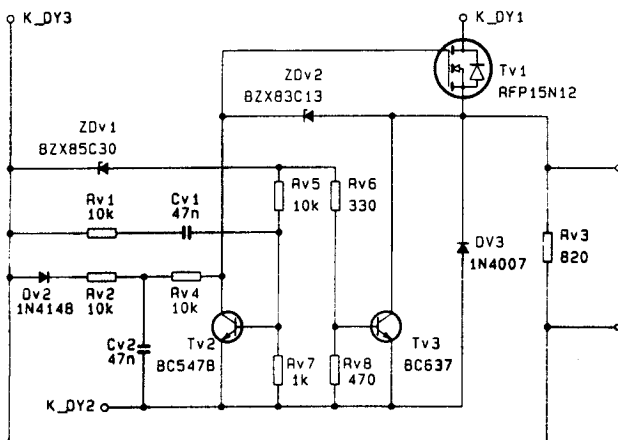 K_DY3
K_DY1
Tv1
RFP15N12
ZDv2
BZX83C13
ZDv1
BZX85C30
Rv5
10k
Rv6
330
Rv1
10k
Cv1
47n
DV3
1N4007
Rv3
820
Dv2
1N4148
Rv2
10k
Rv4
10k
Cv2
47n
Tv2
BC547B
Rv7
1k
Rv8
470
Tv3
BC637
K_DY2